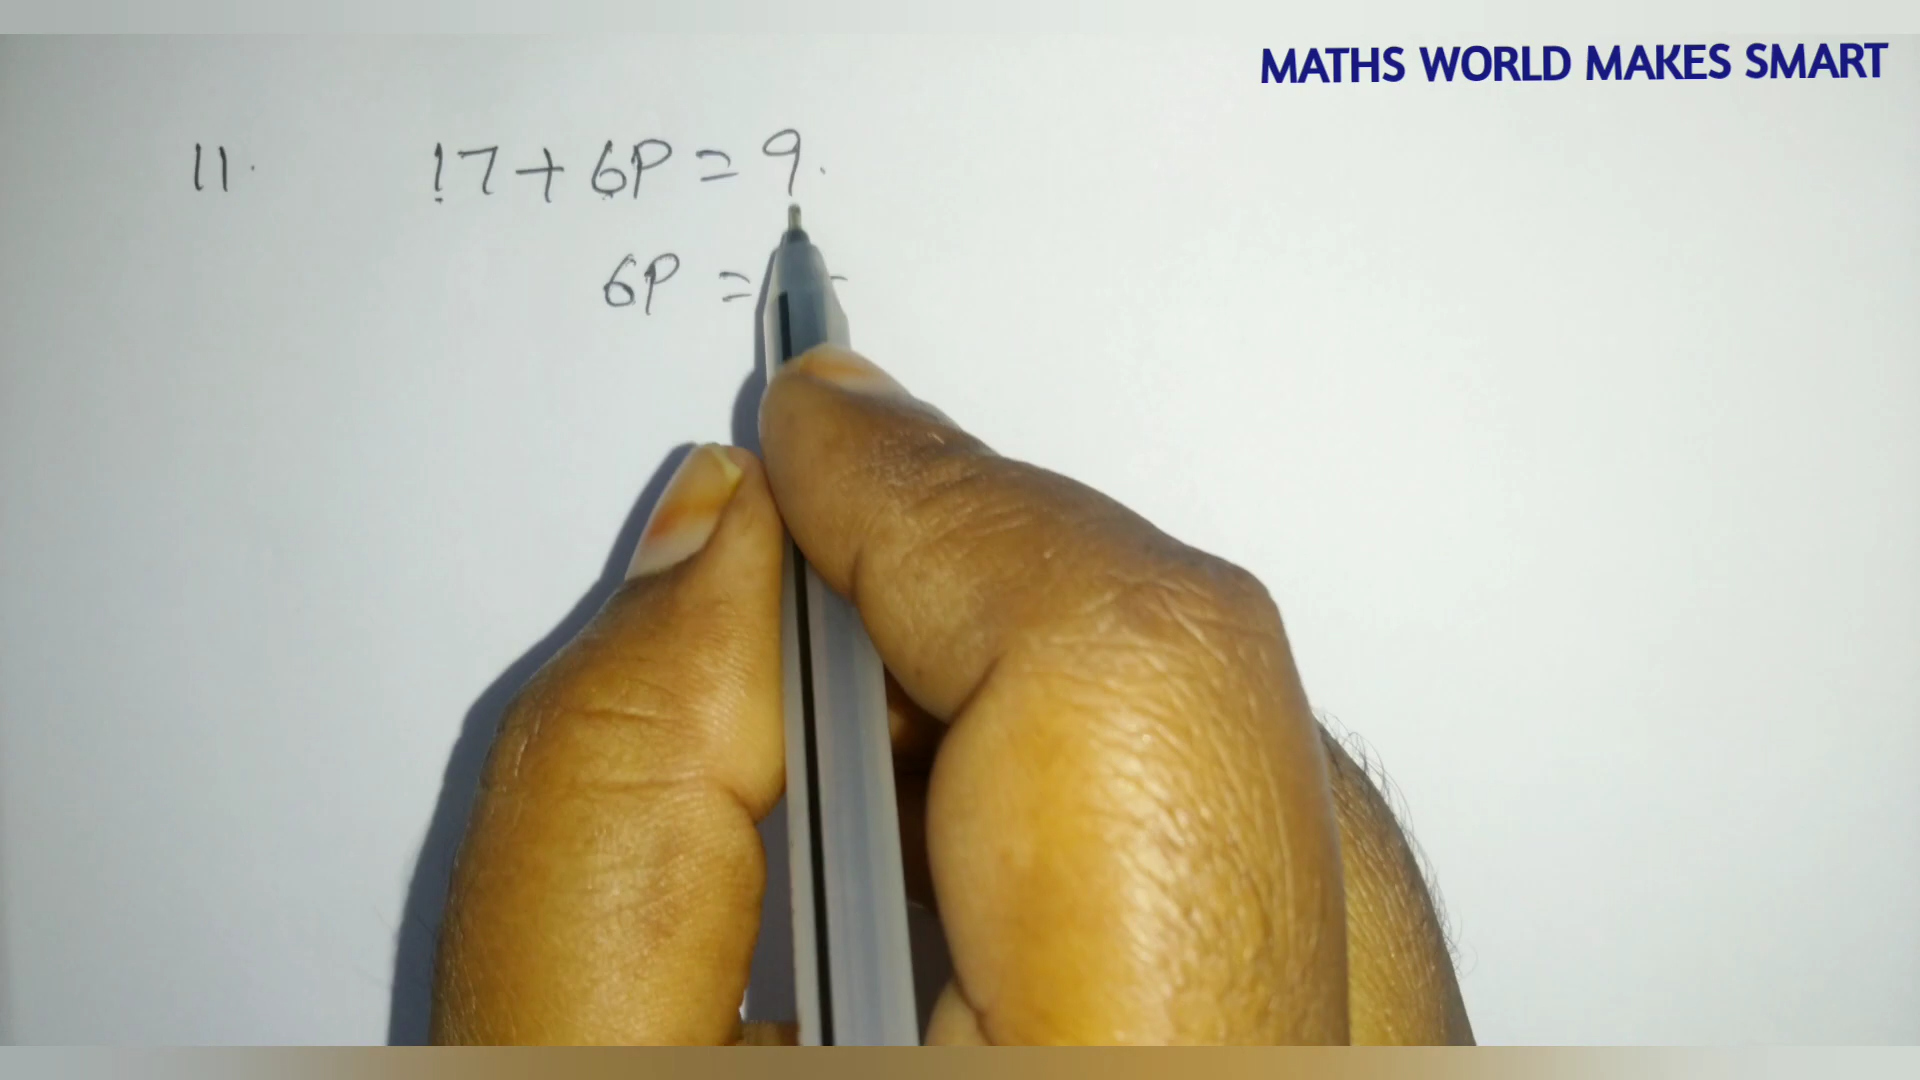 MATHS WORLD MAKES SMART
11. 17 + 6P = 9.
6P =